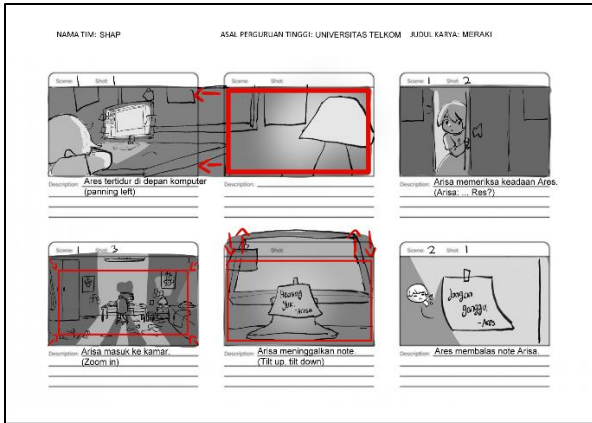 NAMA TIM: SHAP
ASAL PERGURUAN TINGGI: UNIVERSITAS TELKOM
JUDUL KARYA: MERAKI
Scene: 1 Shot: 1
Description: Ares tertidur di depan komputer
(panning left)
Scene: Shot:
Description:
Scene: 1 Shot: 2
Description: Arisa memeriksa keadaan Ares.
(Arisa: ... Res?)
Scene: 1 Shot: 3
Description: Arisa masuk ke kamar.
(Zoom in)
Shot:
Yuk.
-Arisa
Description: Arisa meninggalkan note.
(Tilt up, tilt down)
Scene: 2 Shot: 1
Jangan
ganggu.
-Ares
Description: Ares membalas note Arisa.